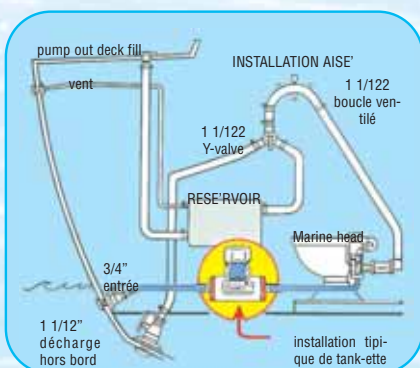 pump out deck fill
INSTALLATION AISE'
vent
1 1/122
boucle ven-
tilé
1 1/122
Y-valve
RESE'RVOIR
Marine head
3/4"
entrée
1 1/12"
décharge
hors bord
installation tipi-
que de tank-ette